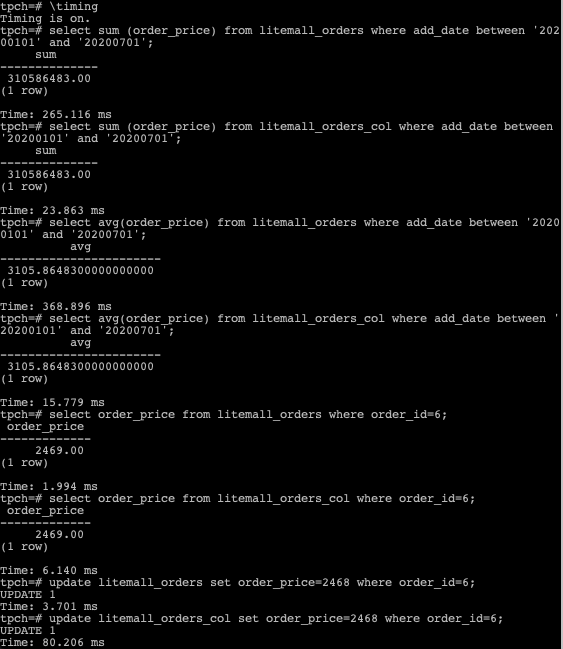 tpch=# \timing
Timing is on.
tpch=# select sum (order_price) from litemall_orders where add_date between '202
00101' and '20200701';
sum
--------------
310586483.00
(1 row)
Time: 265.116 ms
tpch=# select sum (order_price) from litemall_orders_col where add_date between
'20200101' and '20200701';
sum
--------------
310586483.00
(1 row)
Time: 23.863 ms
tpch=# select avg(order_price) from litemall_orders where add_date between '2020
0101' and '20200701';
avg
-----------------------
3105.8648300000000000
(1 row)
Time: 368.896 ms
tpch=# select avg(order_price) from litemall_orders_col where add_date between '
20200101' and '20200701';
avg
-----------------------
3105.8648300000000000
(1 row)
Time: 15.779 ms
tpch=# select order_price from litemall_orders where order_id=6;
order_price
-------------
2469.00
(1 row)
Time: 1.994 ms
tpch=# select order_price from litemall_orders_col where order_id=6;
order_price
-------------
2469.00
(1 row)
Time: 6.140 ms
tpch=# update litemall_orders set order_price=2468 where order_id=6;
UPDATE 1
Time: 3.701 ms
tpch=# update litemall_orders_col set order_price=2468 where order_id=6;
UPDATE 1
Time: 80.206 ms